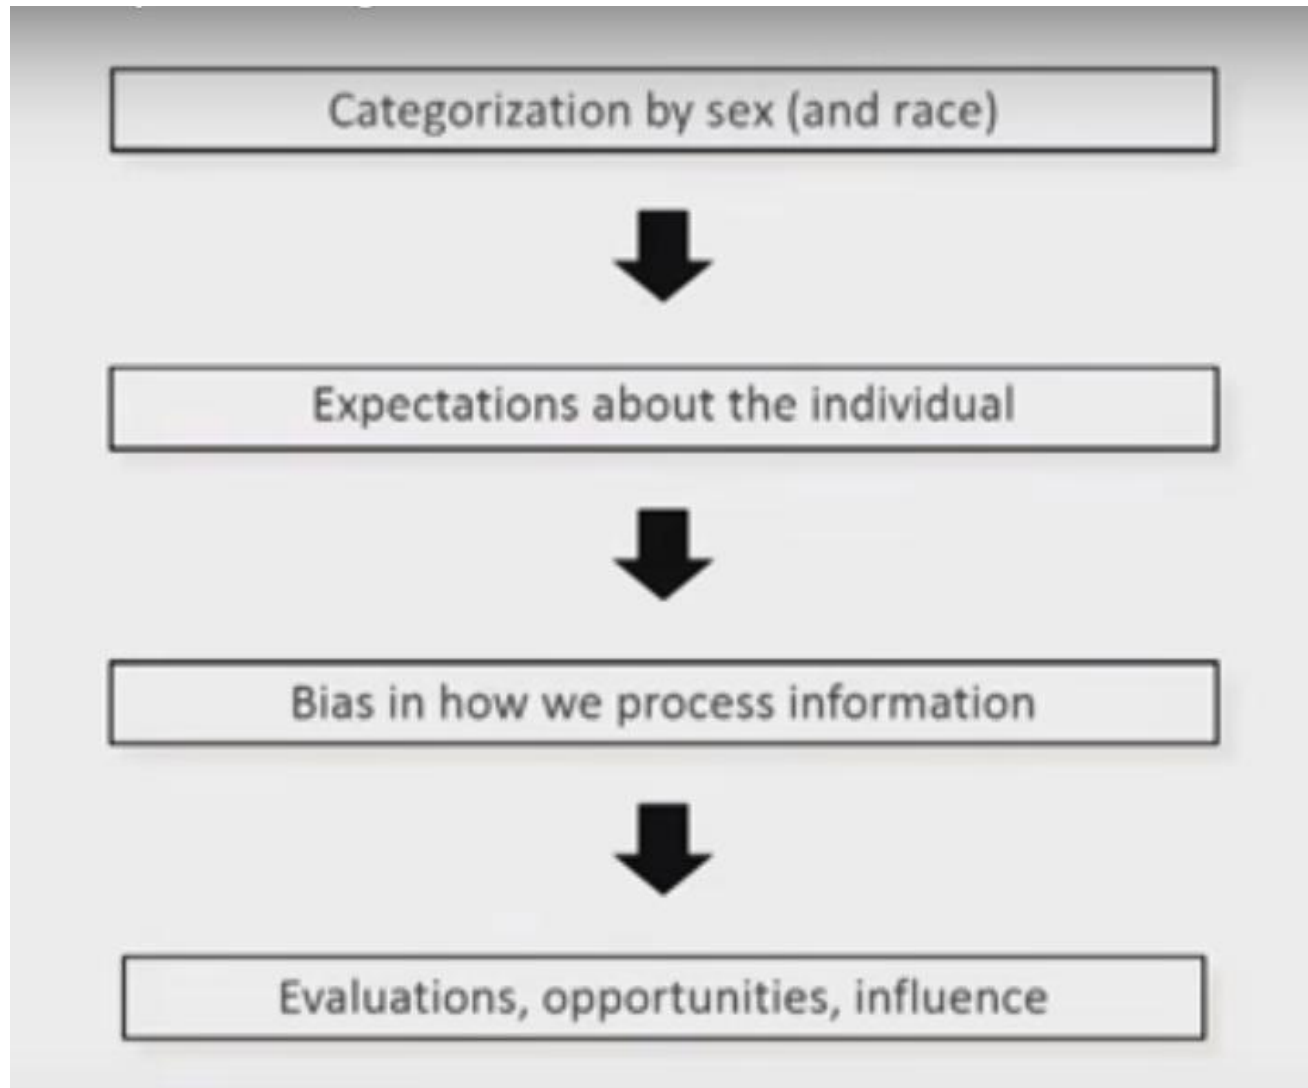 Categorization by sex (and race)
Expectations about the individual
Bias in how we process information
Evaluations, opportunities, influence